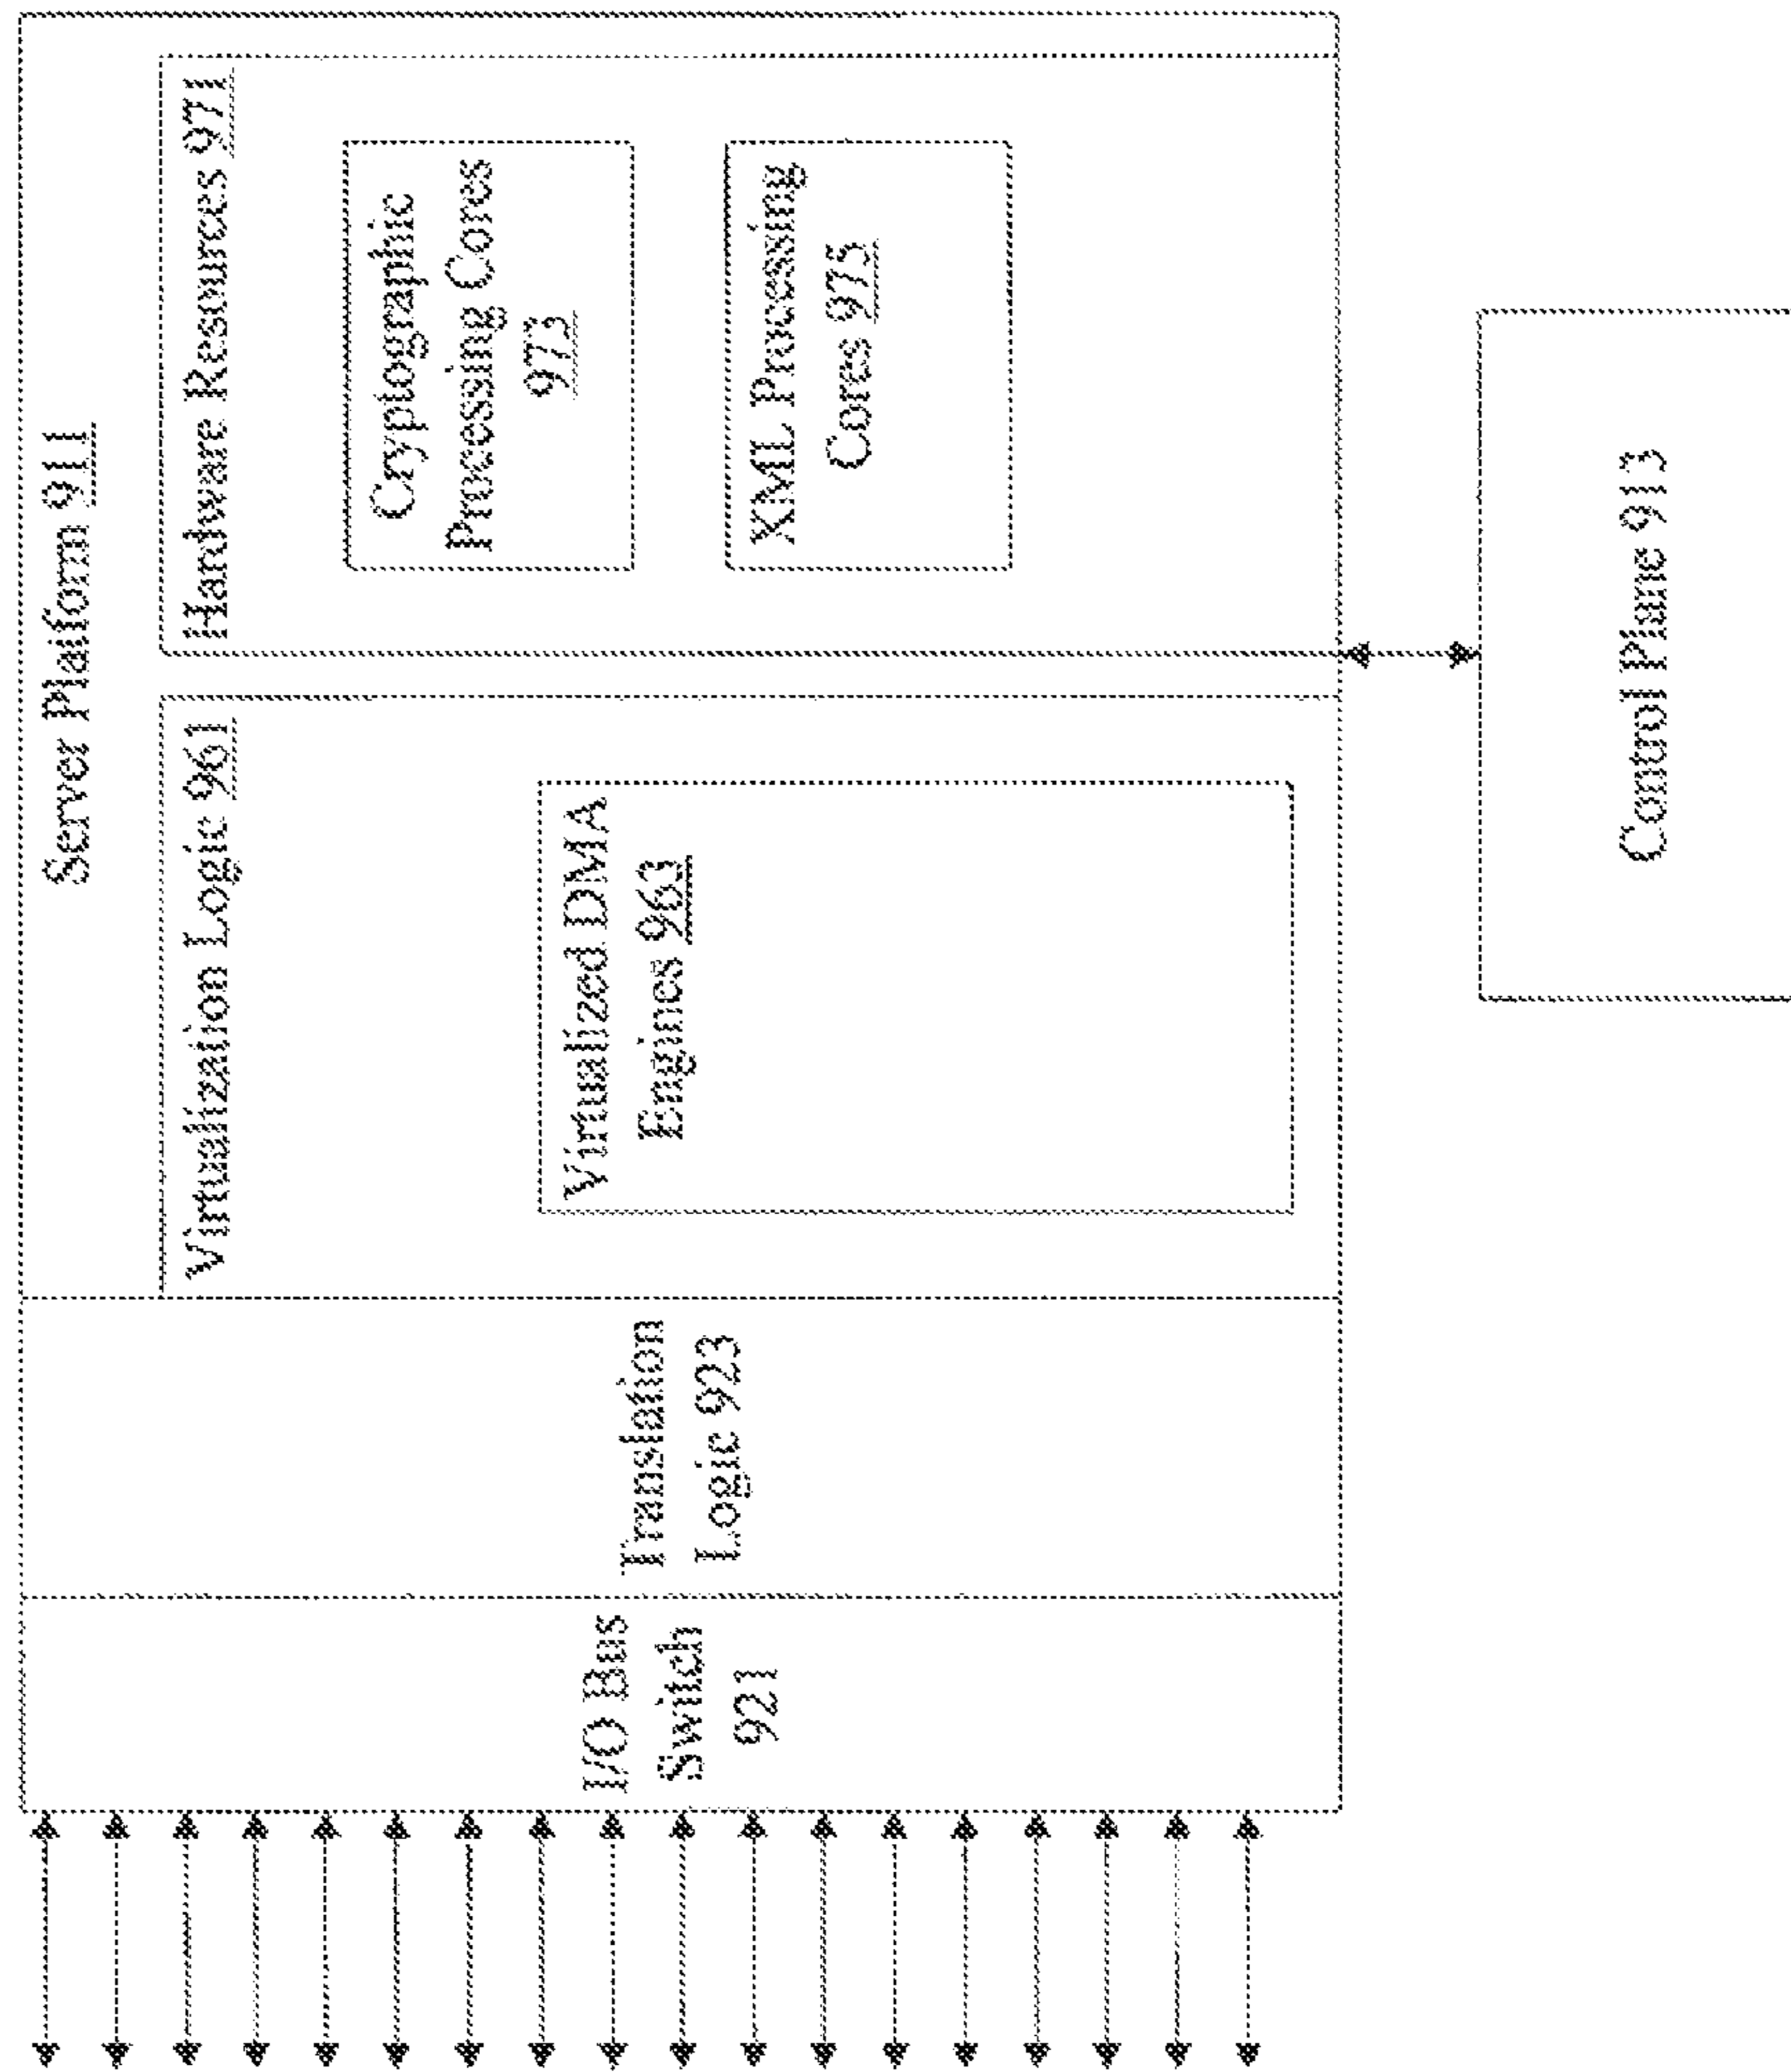 Server Platform 911
I/O Bus
Switch
921
Translation
Logic 923
Virtualization Logic 961
Virtualized DMA
Engines 963
Hardware Resources 971
Cryptographic
Processing Cores
973
XML Processing
Cores 975
Control Plane 913